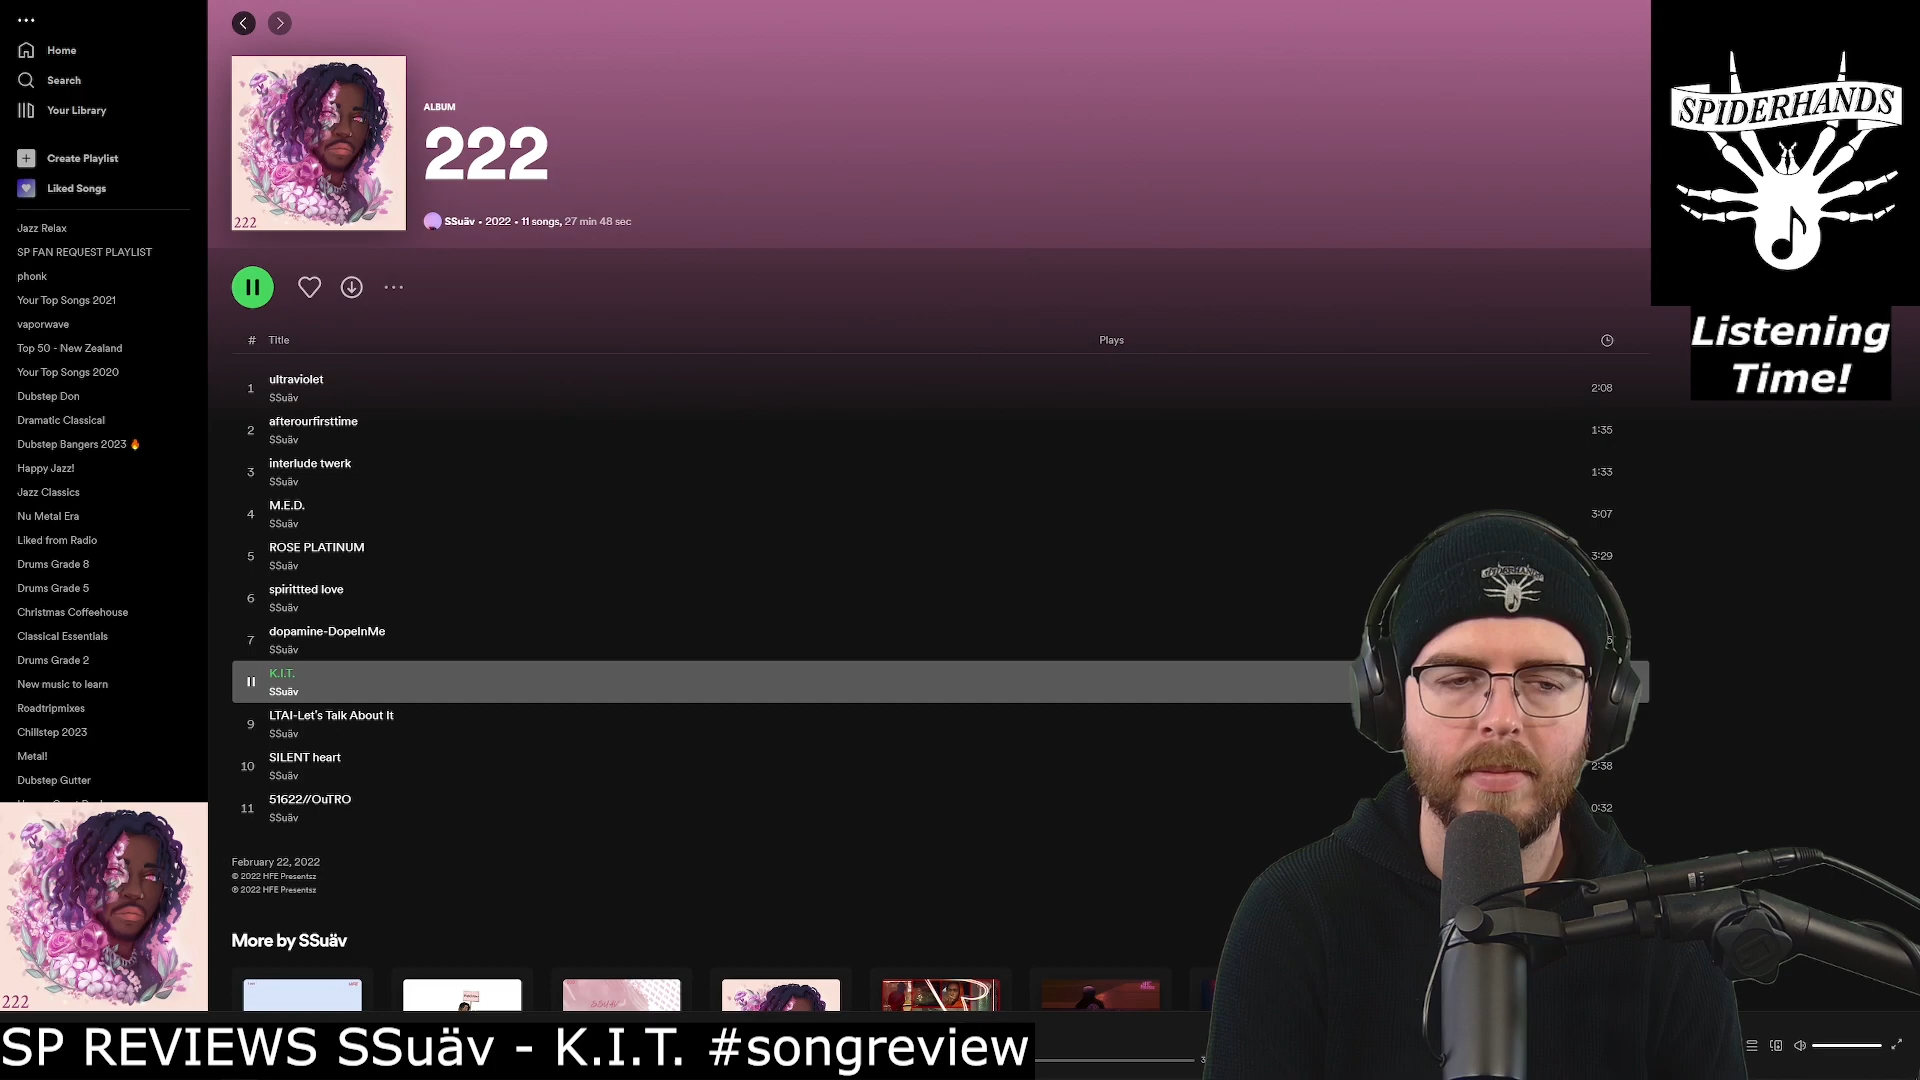 Home
Search
Your Library
Create Playlist
Liked Songs
Jazz Relax
SP FAN REQUEST PLAYLIST
phonk
Your Top Songs 2021
vaporwave
Top 50 - New Zealand
Your Top Songs 2020
Dubstep Don
Dramatic Classical
Dubstep Bangers 2023 🔥
Happy Jazz!
Jazz Classics
Nu Metal Era
Liked from Radio
Drums Grade 8
Drums Grade 5
Christmas Coffeehouse
Classical Essentials
Drums Grade 2
New music to learn
Roadtripmixes
Chillstep 2023
Metal!
Dubstep Gutter
222
222
ALBUM
222
SSuäv • 2022 • 11 songs, 27 min 48 sec
# Title Plays
1 ultraviolet 2:08
SSuäv
2 afterourfirsttime 1:35
SSuäv
3 interlude twerk 1:33
SSuäv
4 M.E.D. 3:07
SSuäv
5 ROSE PLATINUM 3:29
SSuäv
6 spirittted love
SSuäv
7 dopamine-DopeInMe
SSuäv
K.I.T.
SSuäv
9 LTAI-Let's Talk About It
SSuäv
10 SILENT heart 2:38
SSuäv
11 51622//OuTRO 0:32
SSuäv
February 22, 2022
© 2022 HFE Presentsz
℗ 2022 HFE Presentsz
More by SSuäv
SPIDERHANDS
Listening
Time!
SPIDERHANDS
SP REVIEWS SSuäv - K.I.T. #songreview